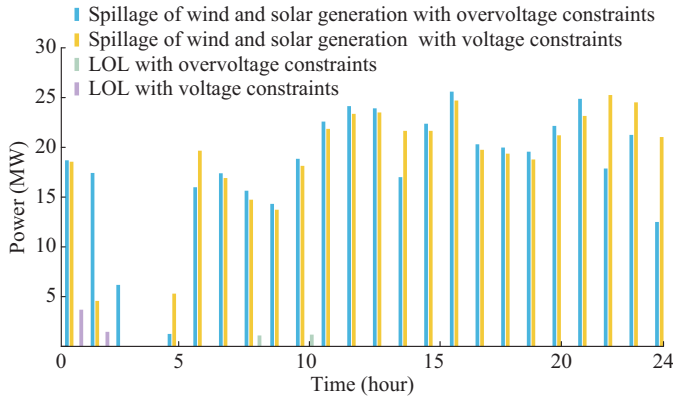 Spillage of wind and solar generation with overvoltage constraints
Spillage of wind and solar generation with voltage constraints
LOL with overvoltage constraints
LOL with voltage constraints
30
25
20
15
10
5
Power (MW)
0 5 10 15 20 24
Time (hour)